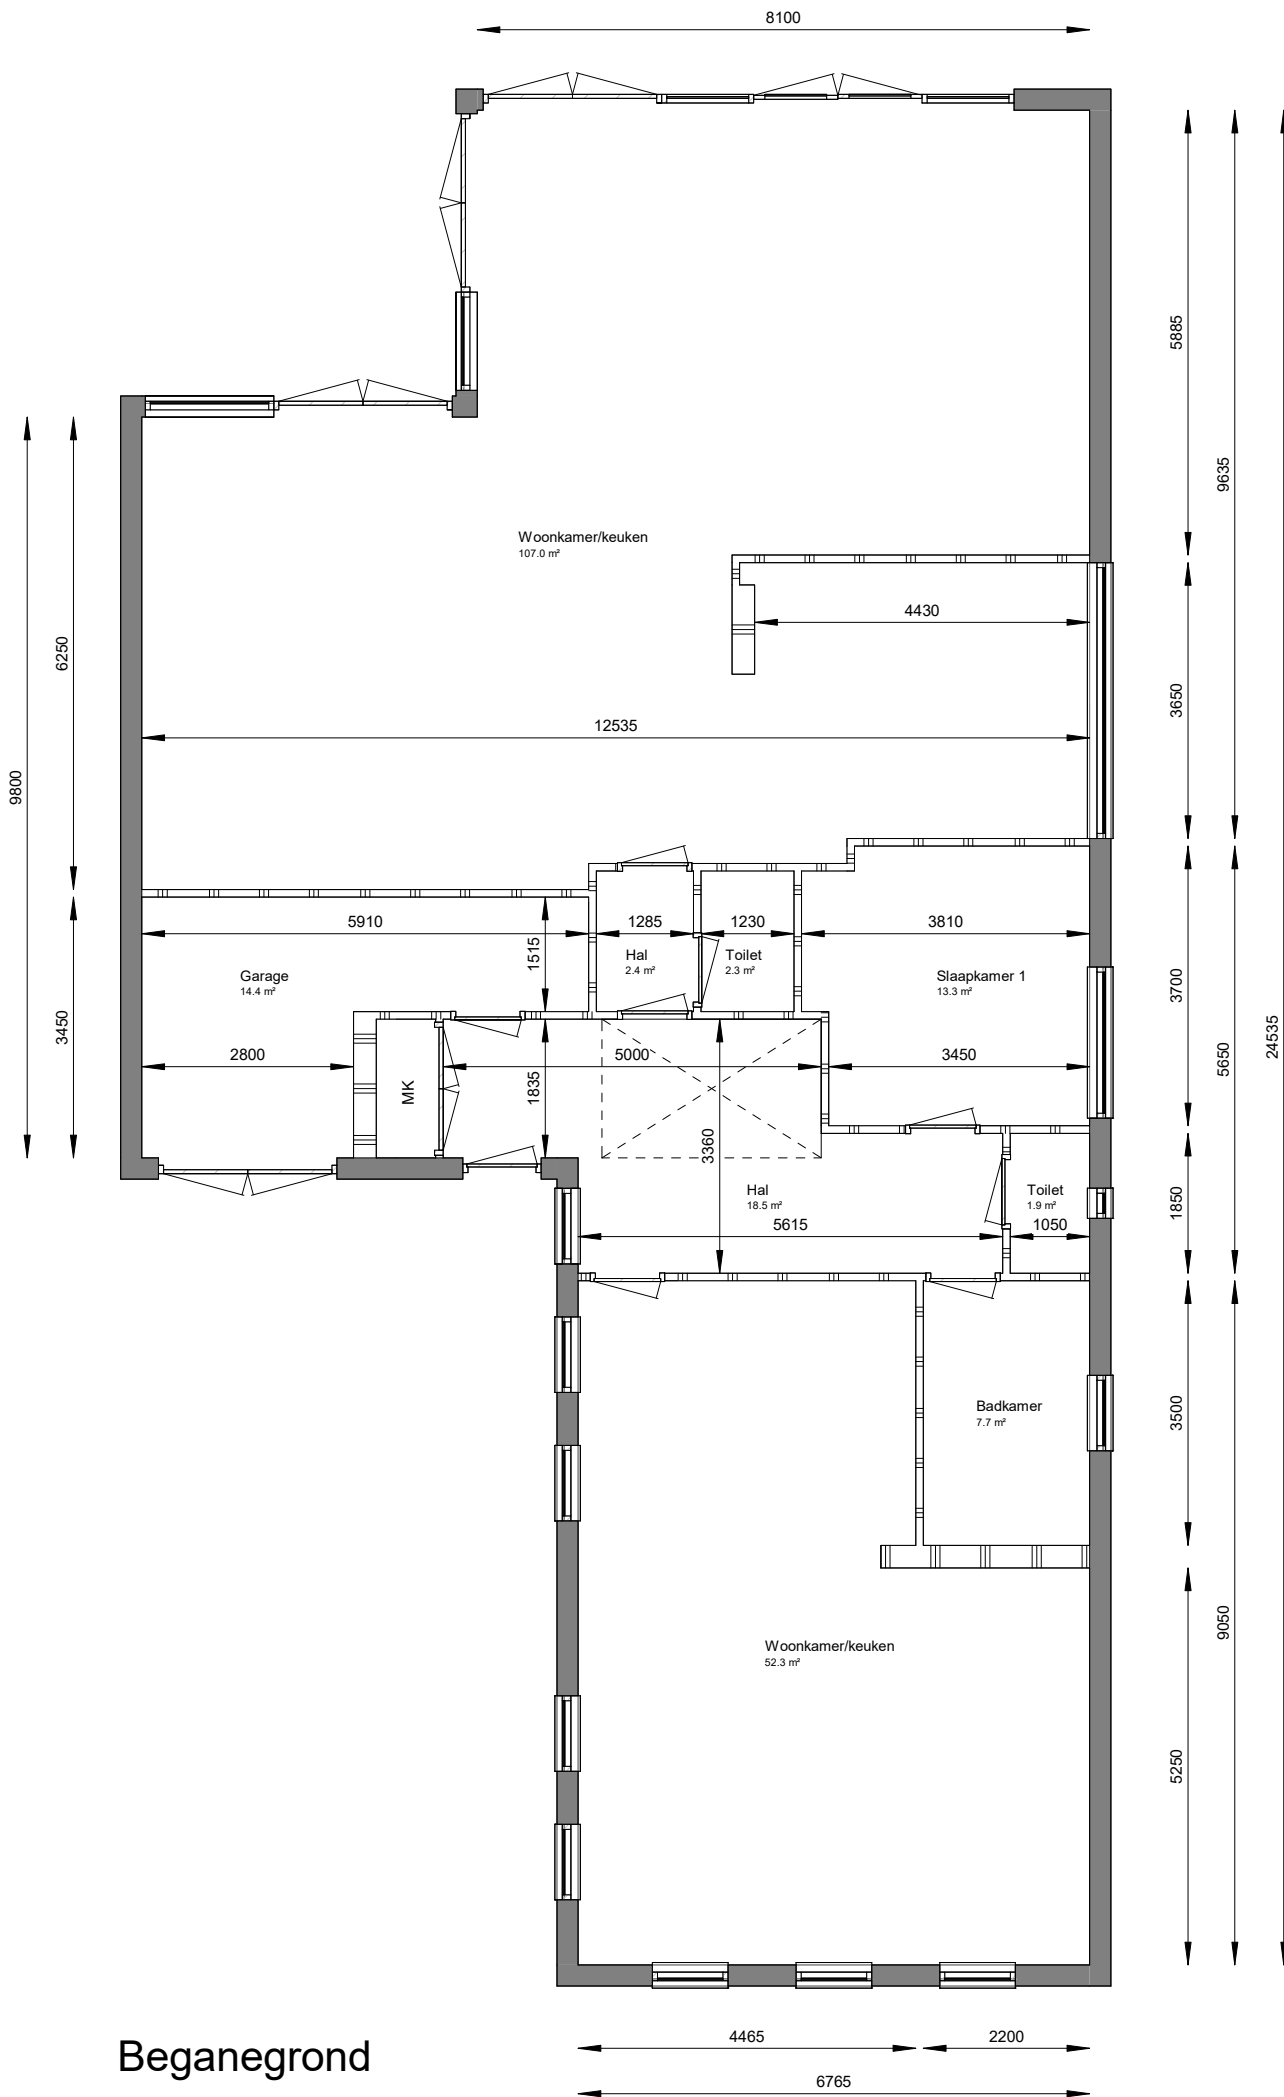 8100
5885
9635
Woonkamer/keuken
107.0 m²
4430
6250
3650
12535
9800
5910
1285
1230
3810
1515
Hal
2.4 m²
Toilet
2.3 m²
Garage
14.4 m²
Slaapkamer 1
13.3 m²
3700
3450
24535
5650
2800
MK
5000
1835
3450
3360
Hal
18.5 m²
Toilet
1.9 m²
1850
5615
1050
Badkamer
7.7 m²
3500
Woonkamer/keuken
52.3 m²
9050
5250
Beganegrond
4465
2200
6765